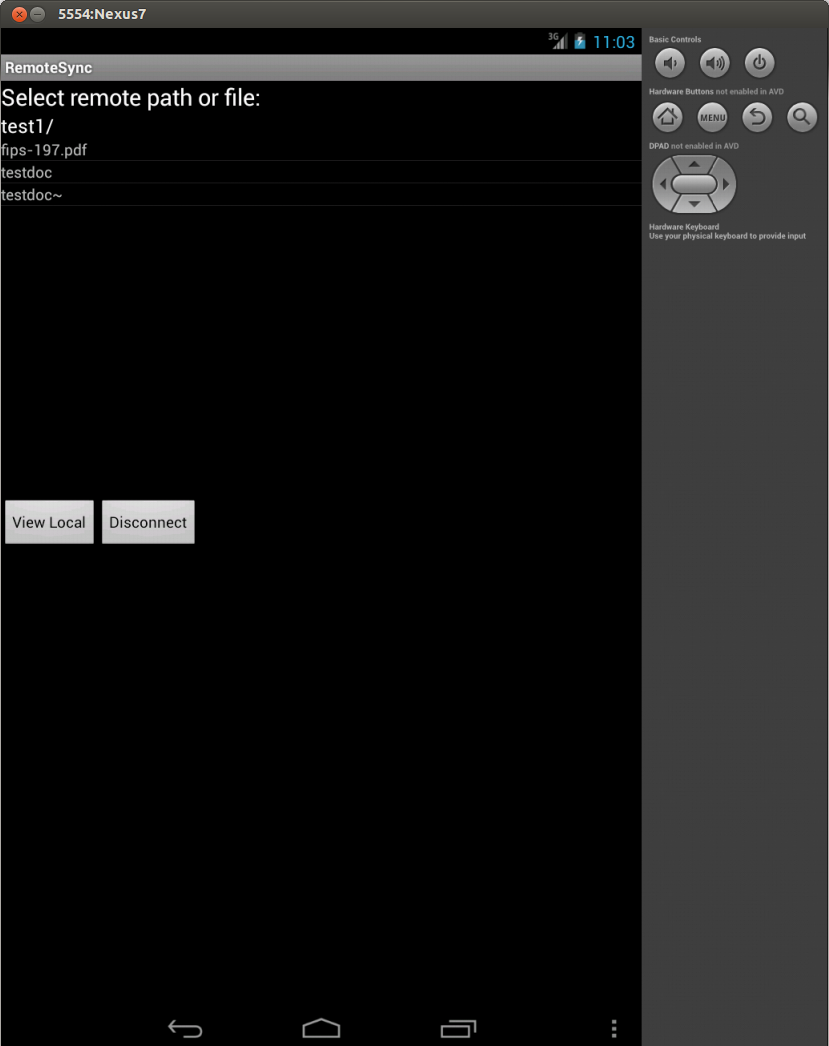 5554:Nexus7
3G 11:03
RemoteSync
Select remote path or file:
test1/
fips-197.pdf
testdoc
testdoc~
View Local Disconnect
Basic Controls
Hardware Buttons not enabled in AVD
MENU
DPAD not enabled in AVD
Hardware Keyboard
Use your physical keyboard to provide input